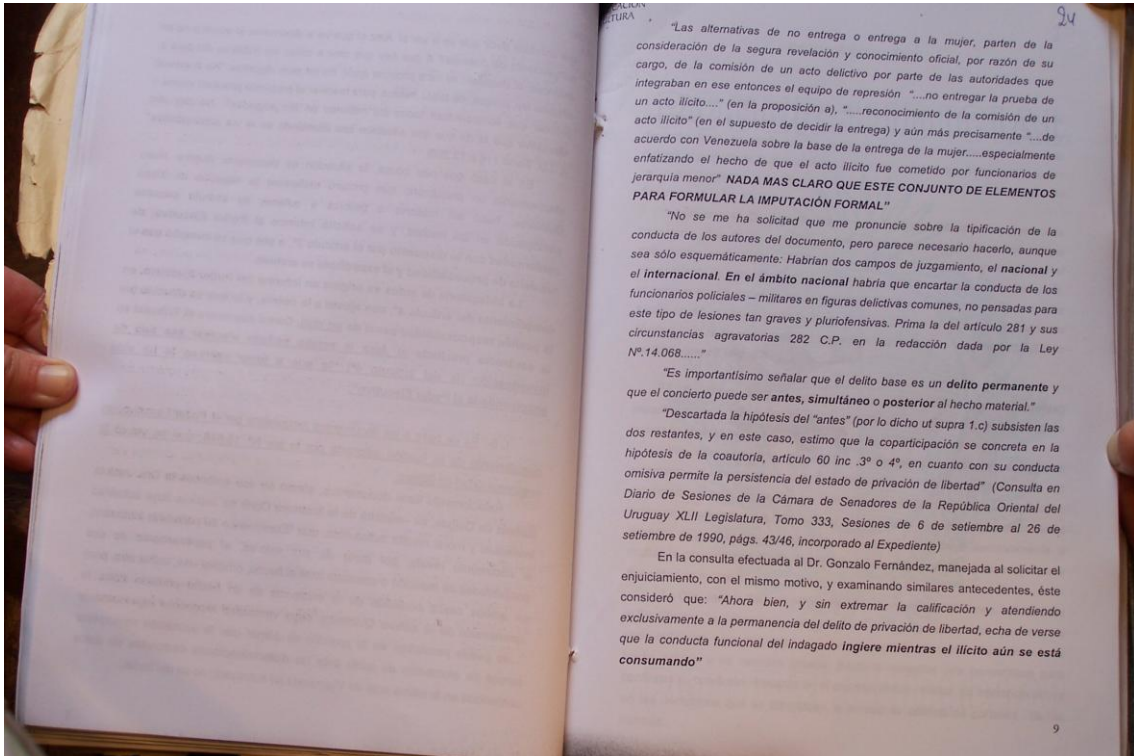 24
"Las alternativas de no entrega o entrega a la mujer, parten de la
consideración de la segura revelación y conocimiento oficial, por razón de su
cargo, de la comisión de un acto delictivo por parte de las autoridades que
integraban en ese entonces el equipo de represión "....no entregar la prueba de
un acto ilícito...." (en la proposición a), ".....reconocimiento de la comisión de un
acto ilícito" (en el supuesto de decidir la entrega) y aún más precisamente "....de
acuerdo con Venezuela sobre la base de la entrega de la mujer.....especialmente
enfatizando el hecho de que el acto ilícito fue cometido por funcionarios de
jerarquía menor" NADA MAS CLARO QUE ESTE CONJUNTO DE ELEMENTOS
PARA FORMULAR LA IMPUTACIÓN FORMAL"
"No se me ha solicitad que me pronuncie sobre la tipificación de la
conducta de los autores del documento, pero parece necesario hacerlo, aunque
sea sólo esquemáticamente: Habrían dos campos de juzgamiento, el nacional y
el internacional. En el ámbito nacional habría que encartar la conducta de los
funcionarios policiales – militares en figuras delictivas comunes, no pensadas para
este tipo de lesiones tan graves y pluriofensivas. Prima la del artículo 281 y sus
circunstancias agravatorias 282 C.P. en la redacción dada por la Ley
Nº.14.068......"
"Es importantísimo señalar que el delito base es un delito permanente y
que el concierto puede ser antes, simultáneo o posterior al hecho material."
"Descartada la hipótesis del "antes" (por lo dicho ut supra 1.c) subsisten las
dos restantes, y en este caso, estimo que la coparticipación se concreta en la
hipótesis de la coautoría, artículo 60 inc .3º o 4º, en cuanto con su conducta
omisiva permite la persistencia del estado de privación de libertad" (Consulta en
Diario de Sesiones de la Cámara de Senadores de la República Oriental del
Uruguay XLII Legislatura, Tomo 333, Sesiones de 6 de setiembre al 26 de
setiembre de 1990, págs. 43/46, incorporado al Expediente)
En la consulta efectuada al Dr. Gonzalo Fernández, manejada al solicitar el
enjuiciamiento, con el mismo motivo, y examinando similares antecedentes, éste
consideró que: "Ahora bien, y sin extremar la calificación y atendiendo
exclusivamente a la permanencia del delito de privación de libertad, echa de verse
que la conducta funcional del indagado ingiere mientras el ilícito aún se está
consumando"
9